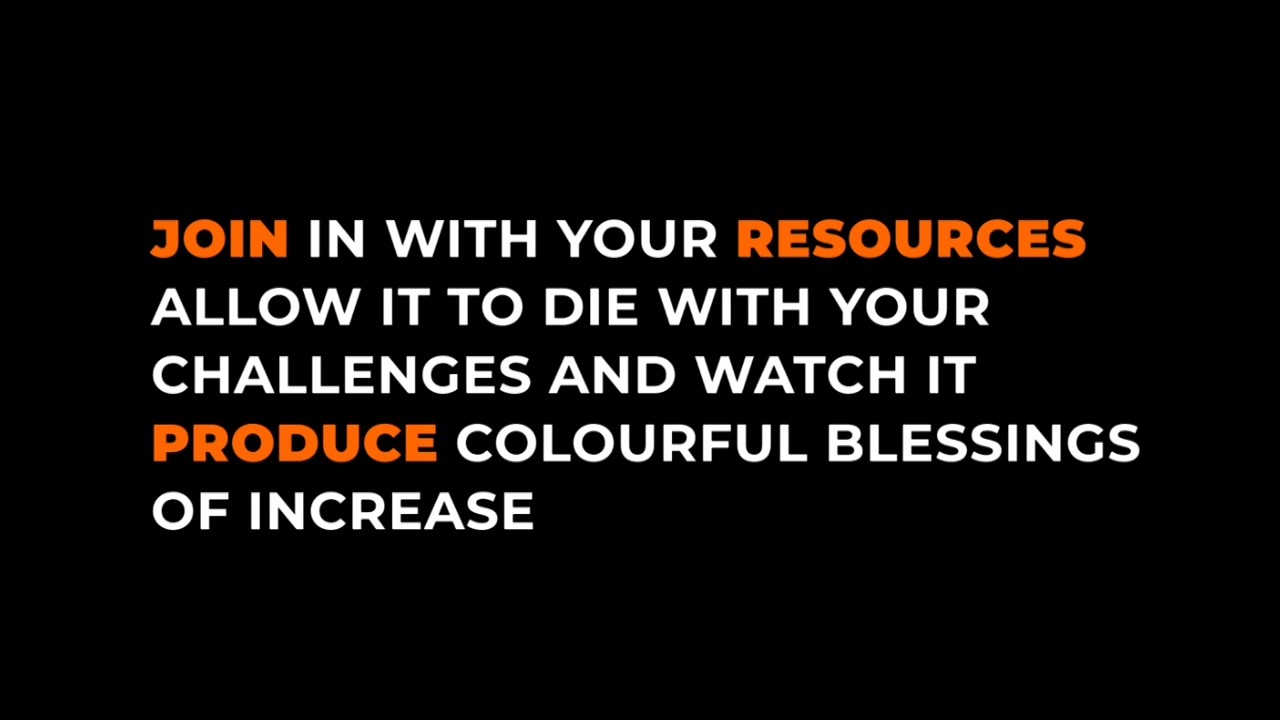 JOIN IN WITH YOUR RESOURCES
ALLOW IT TO DIE WITH YOUR
CHALLENGES AND WATCH IT
PRODUCE COLOURFUL BLESSINGS
OF INCREASE